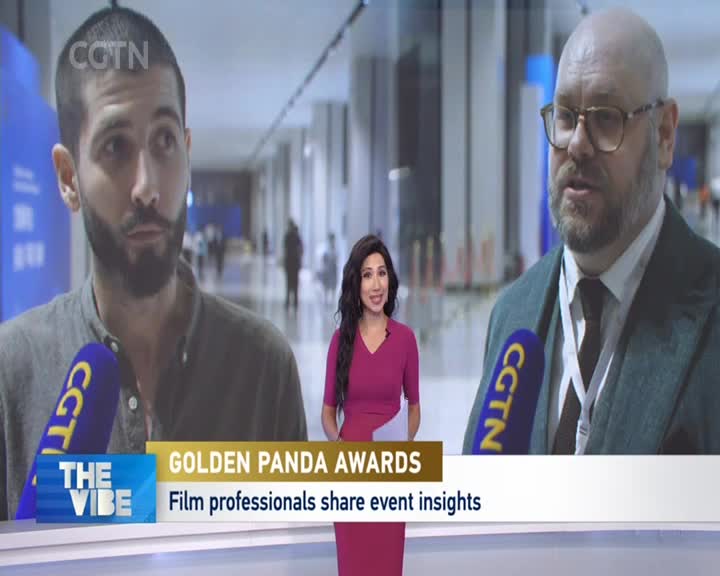 CGTN
CGTN
CGTN
GOLDEN PANDA AWARDS
THE VIBE
Film professionals share event insights